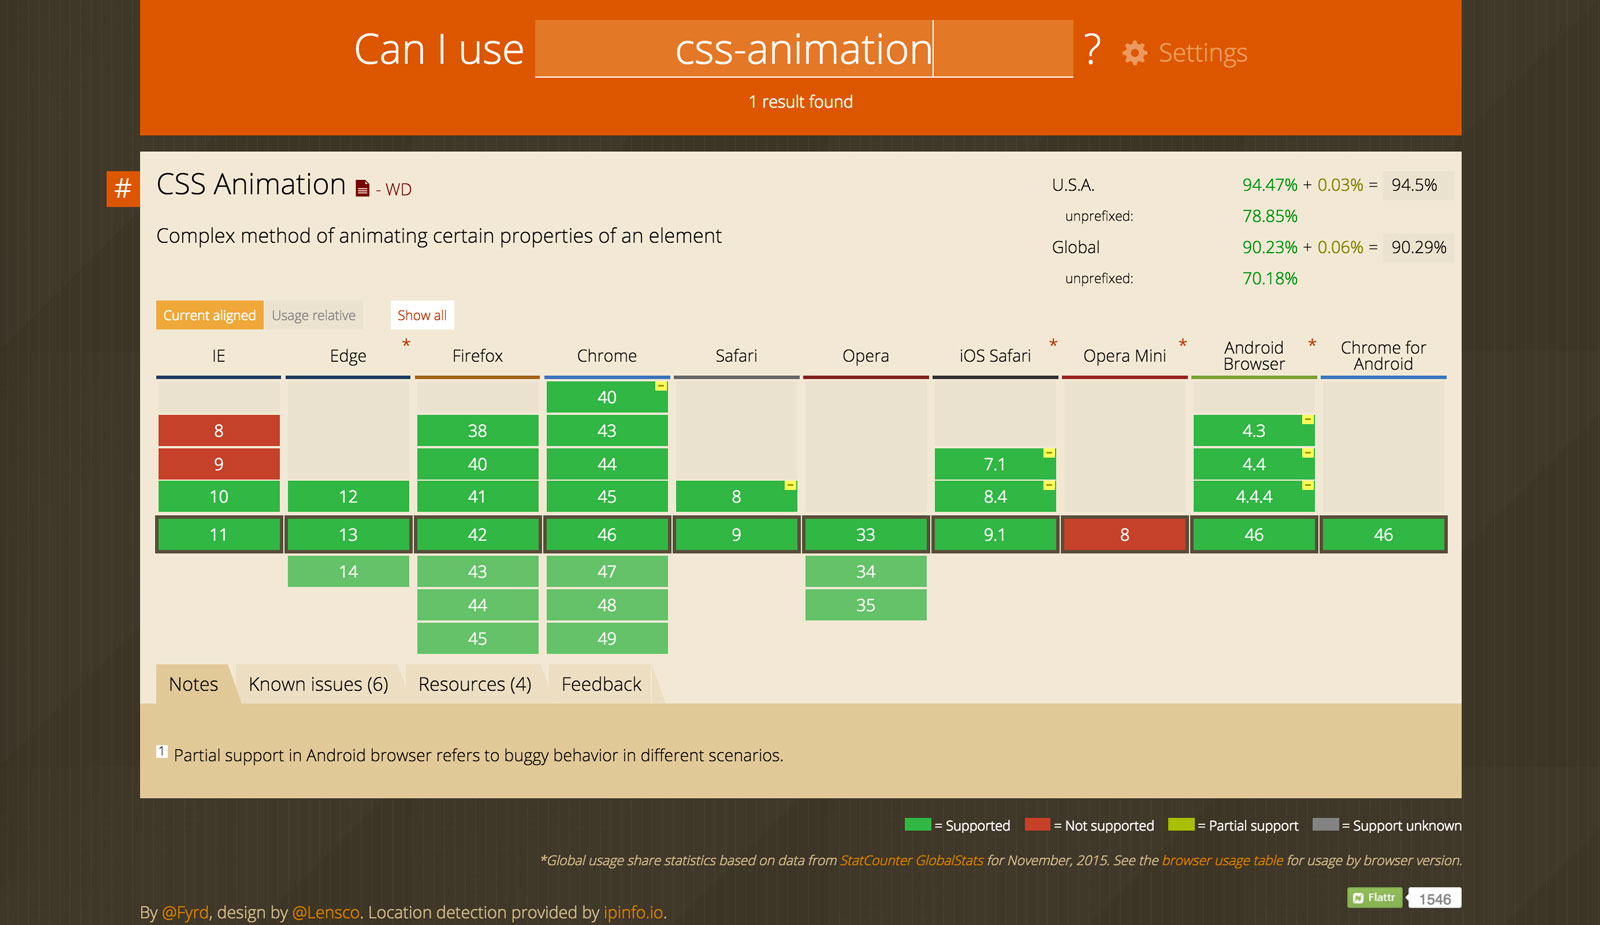 Can I use css-animation ? Settings
1 result found
# CSS Animation - WD
U.S.A. 94.47% + 0.03% = 94.5%
unprefixed: 78.85%
Complex method of animating certain properties of an element
Global 90.23% + 0.06% = 90.29%
unprefixed: 70.18%
Current aligned Usage relative Show all
IE Edge * Firefox Chrome Safari Opera iOS Safari * Opera Mini * Android Browser * Chrome for Android
40 -
8 38 43 4.3 -
9 40 44 7.1 - 4.4 -
10 12 41 45 8 - 8.4 - 4.4.4 -
11 13 42 46 9 33 9.1 8 46 46
14 43 47 34
44 48 35
45 49
Notes Known issues (6) Resources (4) Feedback
1 Partial support in Android browser refers to buggy behavior in different scenarios.
= Supported = Not supported = Partial support = Support unknown
*Global usage share statistics based on data from StatCounter GlobalStats for November, 2015. See the browser usage table for usage by browser version.
Flattr 1546
By @Fyrd, design by @Lensco. Location detection provided by ipinfo.io.